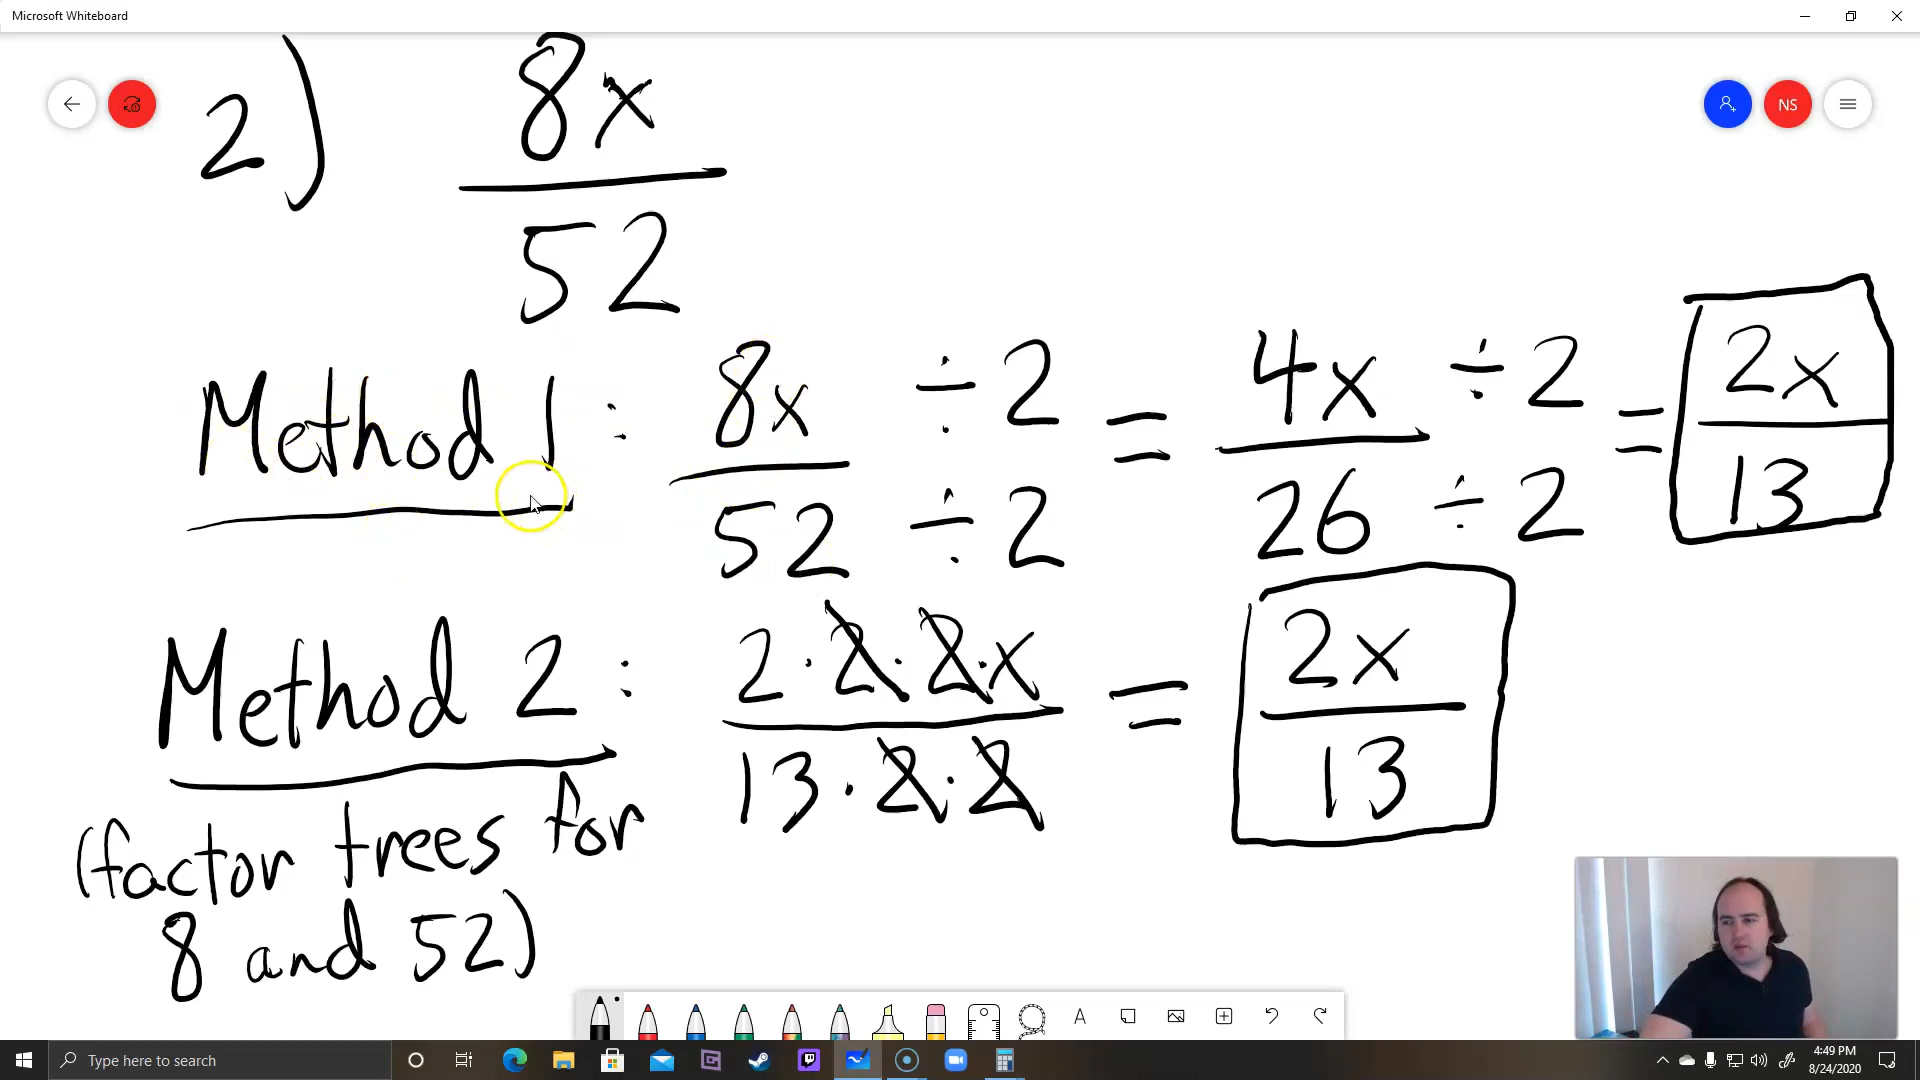 Microsoft Whiteboard
NS
2) 8x
52
Method 1: 8x ÷2 = 4x ÷2 = 2x
52 ÷2 26 ÷2 13
Method 2: 2·2·2·x = 2x
13·2·2 13
(factor trees for
8 and 52)
A
Type here to search
4:49 PM
8/24/2020